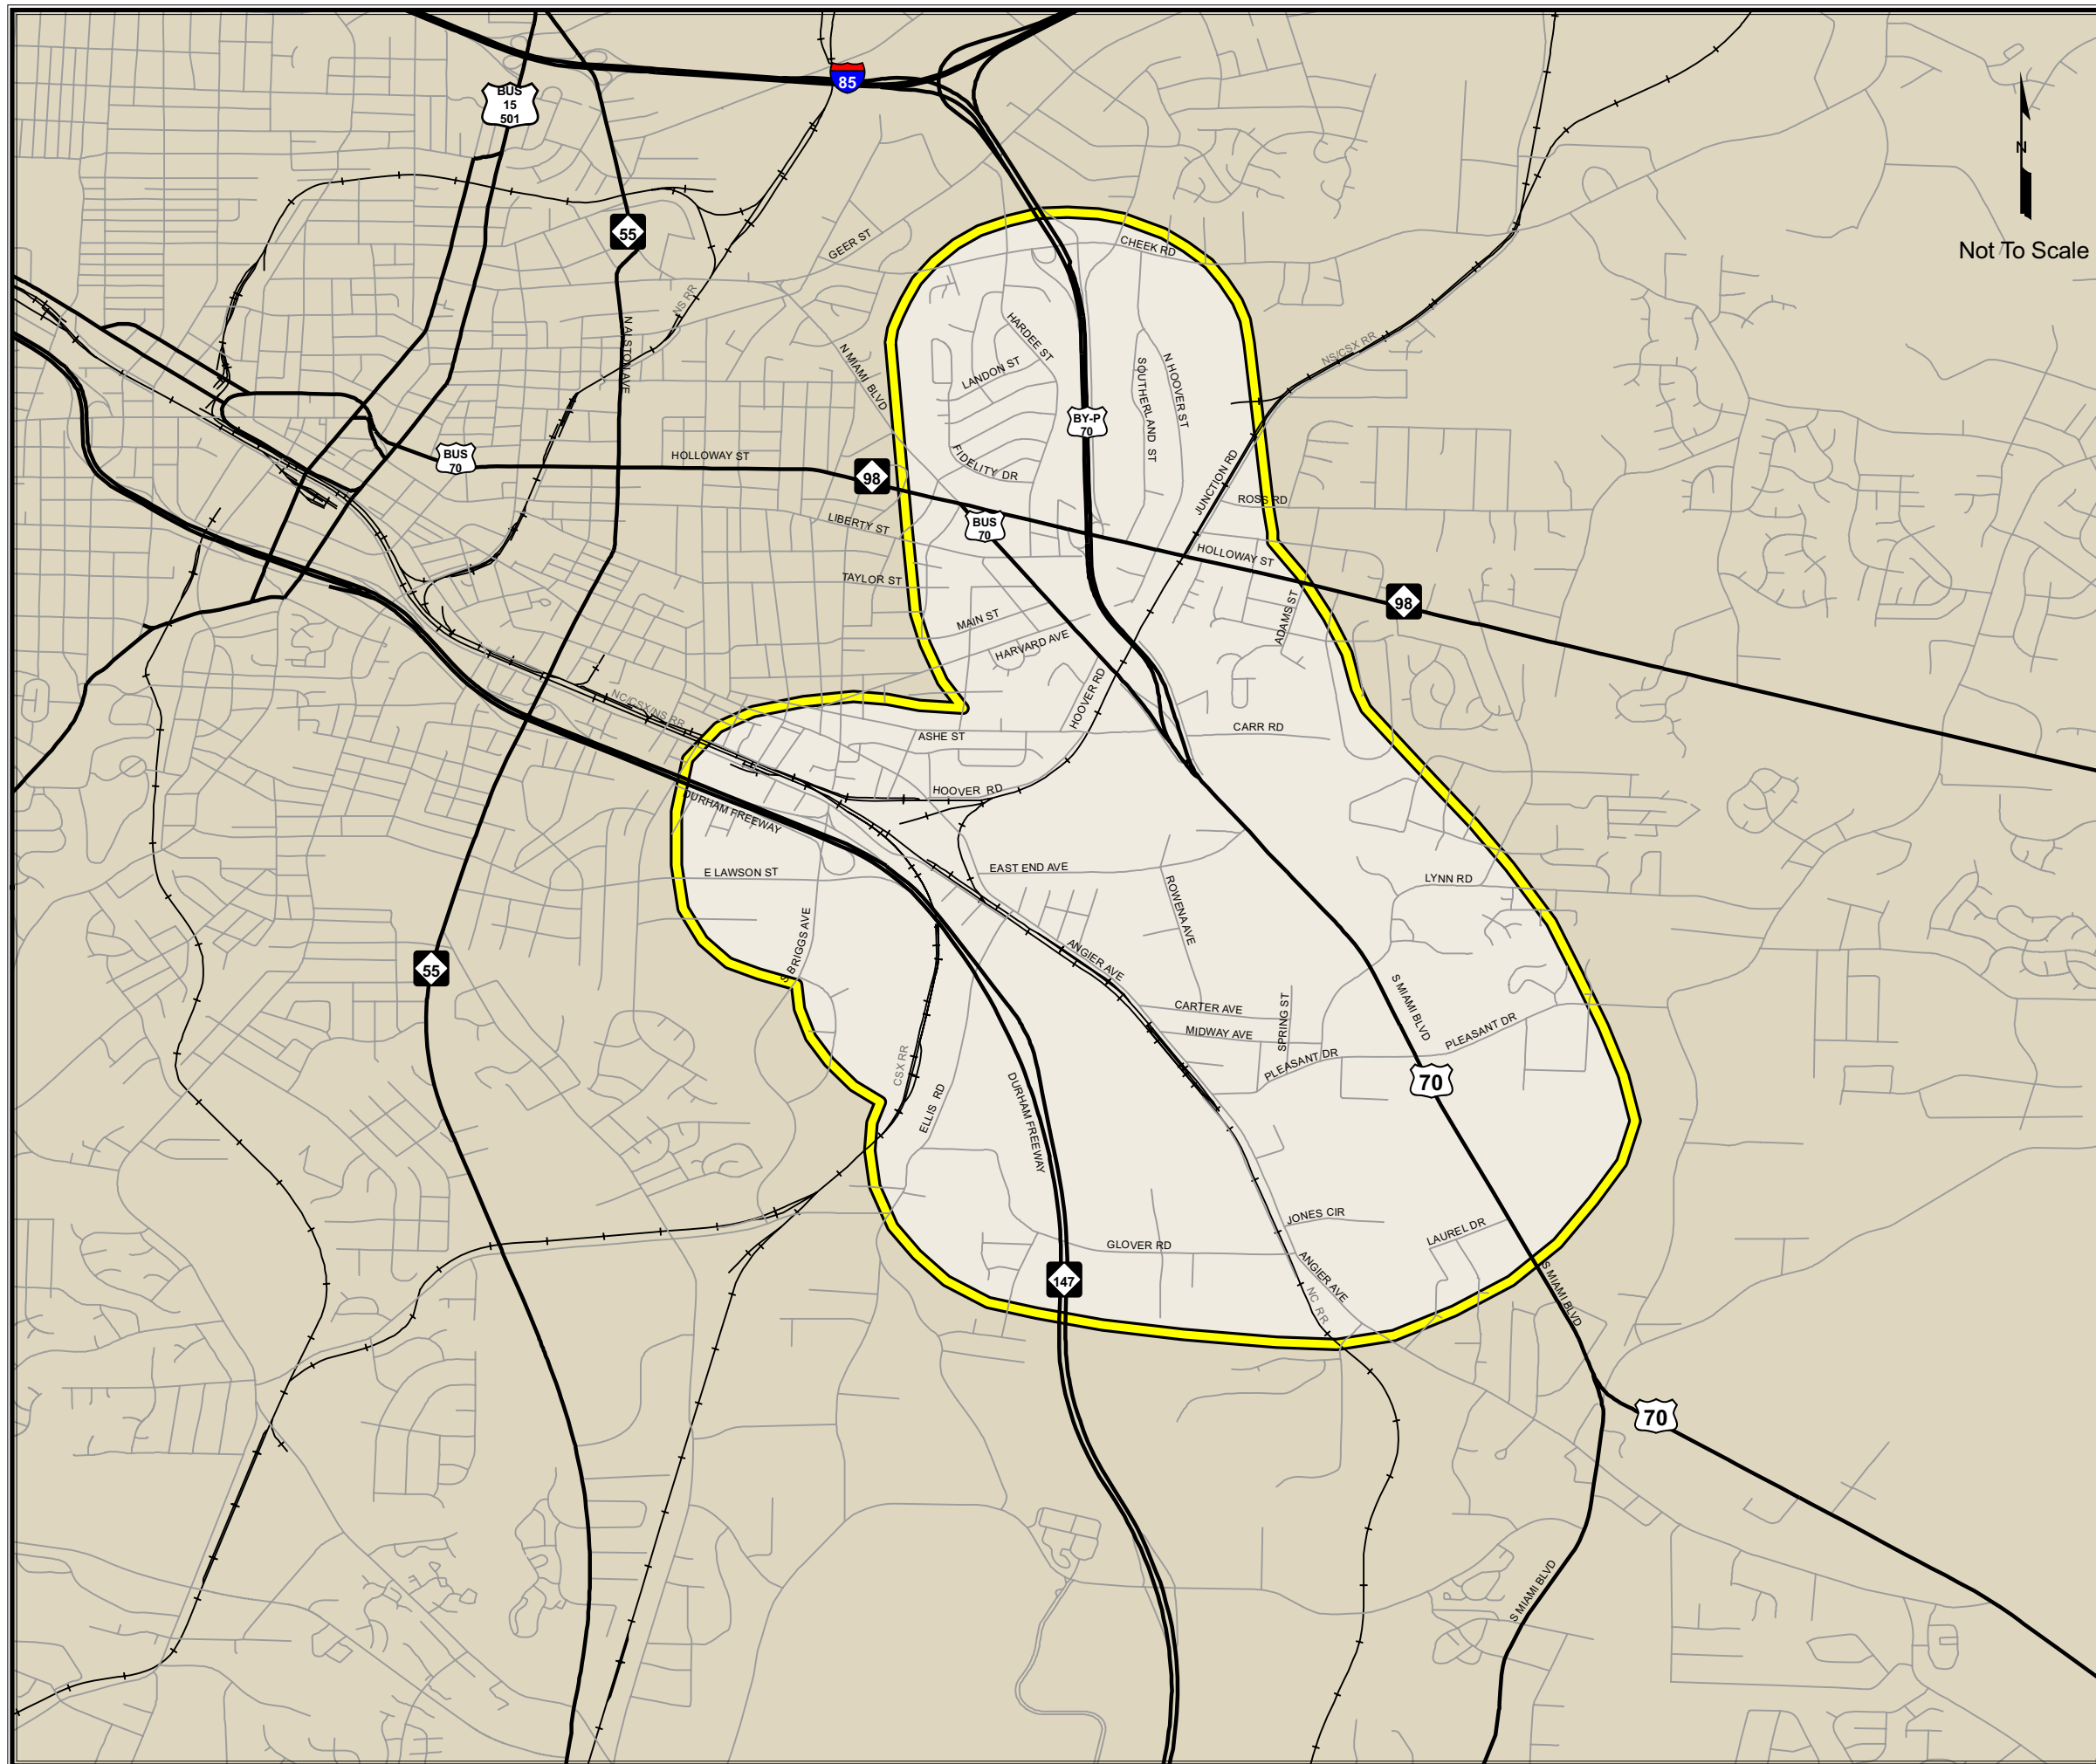 85
BUS
15
501
N
55
Not To Scale
GEER ST
CHEEK RD
NS RR
N ALSTON AVE
N MIAMI BLVD
HARDEE ST
LANDON ST
SOUTHERLAND ST
N HOOVER ST
NS/CSX RR
BY-P
70
BUS
70
HOLLOWAY ST
98
FIDELITY DR
JUNCTION RD
ROSS RD
LIBERTY ST
BUS
70
HOLLOWAY ST
TAYLOR ST
98
ADAMS ST
MAIN ST
HARVARD AVE
NC/CSX/NS RR
HOOVER RD
CARR RD
ASHE ST
HOOVER RD
DURHAM FREEWAY
E LAWSON ST
EAST END AVE
LYNN RD
ROWENA AVE
S BRIGGS AVE
ANGIER AVE
55
S MIAMI BLVD
CARTER AVE
SPRING ST
MIDWAY AVE
PLEASANT DR
PLEASANT DR
CSX RR
ELLIS RD
DURHAM FREEWAY
70
JONES CIR
LAUREL DR
GLOVER RD
ANGIER AVE
147
NC RR
S MIAMI BLVD
70
S MIAMI BLVD